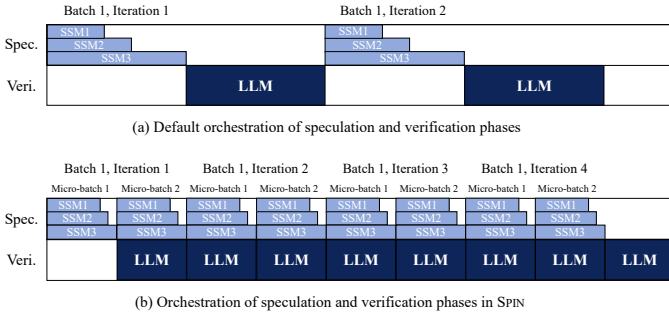 Batch 1, Iteration 1 Batch 1, Iteration 2
SSM1 SSM1
Spec. SSM2 SSM2
SSM3 SSM3
Veri. LLM LLM
(a) Default orchestration of speculation and verification phases
Batch 1, Iteration 1 Batch 1, Iteration 2 Batch 1, Iteration 3 Batch 1, Iteration 4
Micro-batch 1 Micro-batch 2 Micro-batch 1 Micro-batch 2 Micro-batch 1 Micro-batch 2 Micro-batch 1 Micro-batch 2
SSM1 SSM1 SSM1 SSM1 SSM1 SSM1 SSM1 SSM1
Spec. SSM2 SSM2 SSM2 SSM2 SSM2 SSM2 SSM2 SSM2
SSM3 SSM3 SSM3 SSM3 SSM3 SSM3 SSM3 SSM3
Veri. LLM LLM LLM LLM LLM LLM LLM LLM
(b) Orchestration of speculation and verification phases in SPIN